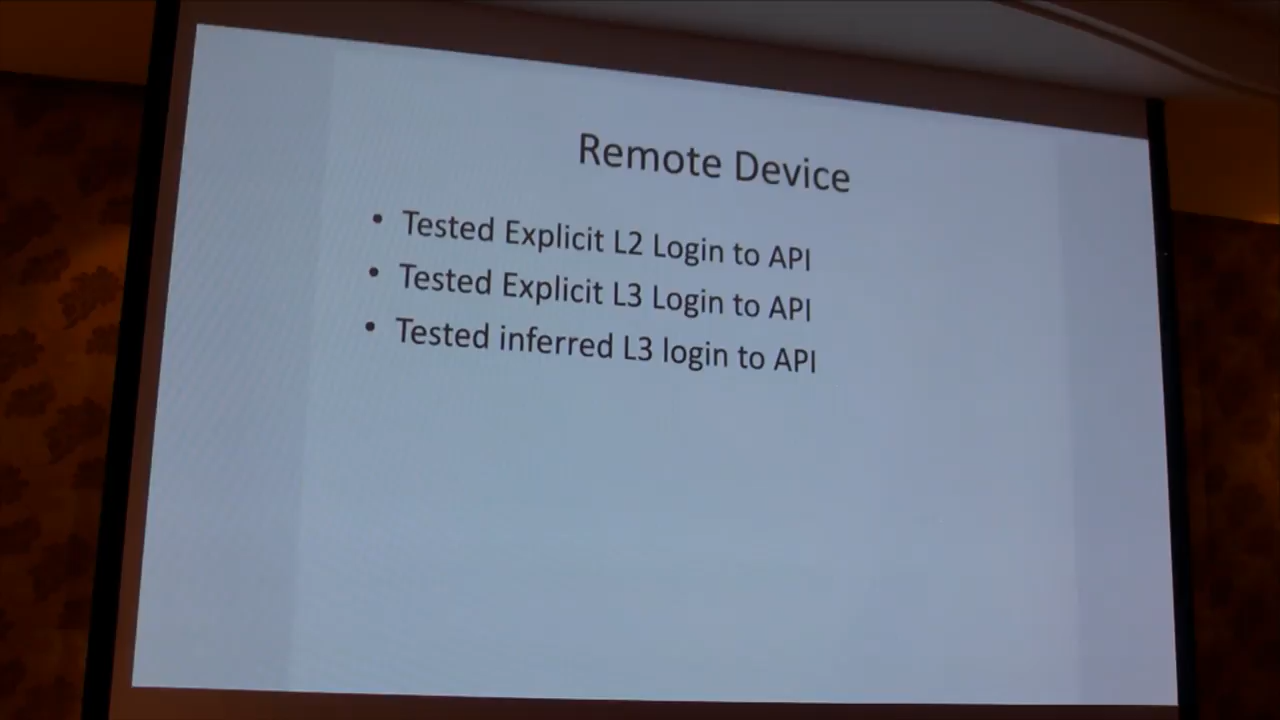 Remote Device
• Tested Explicit L2 Login to API
• Tested Explicit L3 Login to API
• Tested inferred L3 login to API